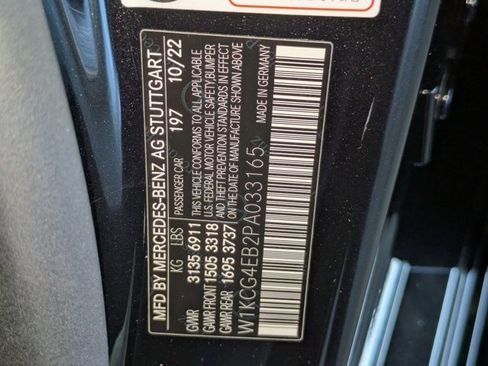 MFD BY MERCEDES-BENZ AG STUTTGART
197 10/22
PASSENGER CAR
KG LBS
GVWR 3135 6911
GAWR FRONT 1505 3318
GAWR REAR 1695 3737
THIS VEHICLE CONFORMS TO ALL APPLICABLE
U.S. FEDERAL MOTOR VEHICLE SAFETY,BUMPER
AND THEFT PREVENTION STANDARDS IN EFFECT
ON THE DATE OF MANUFACTURE SHOWN ABOVE
MADE IN GERMANY
W1KCG4EB2PA033165